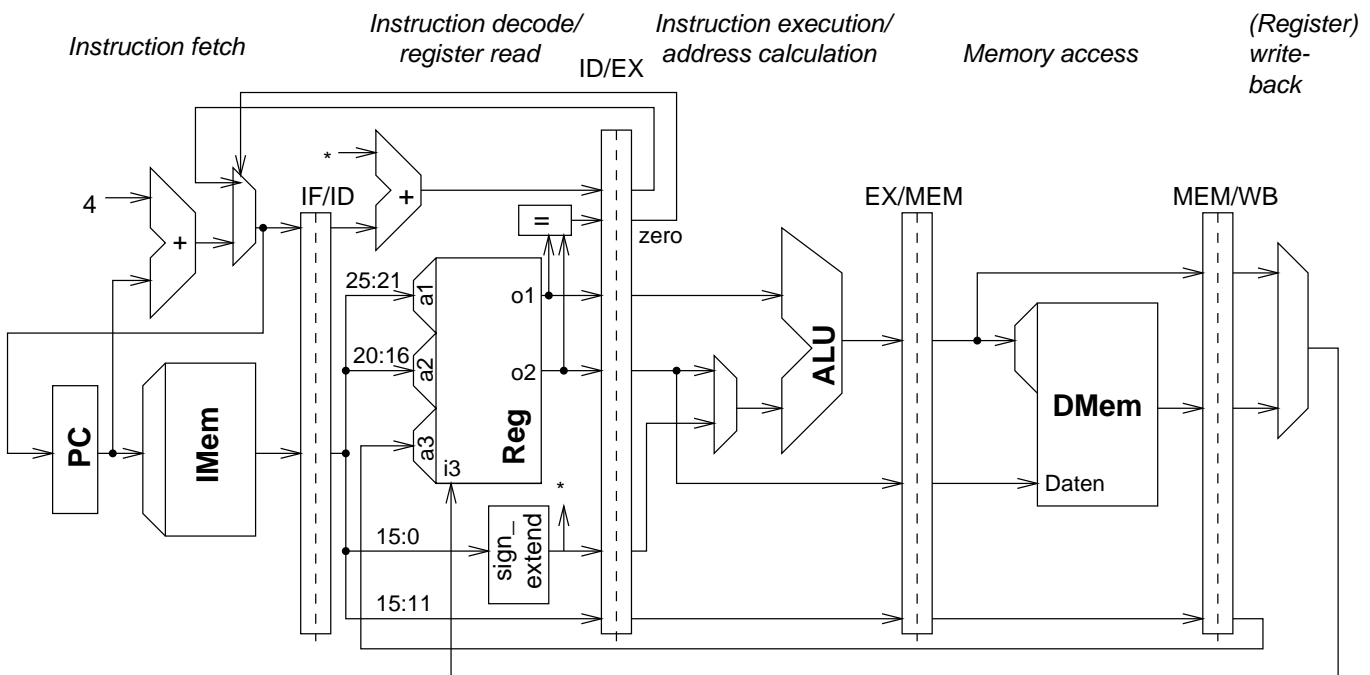 Instruction fetch
Instruction decode/
register read
Instruction execution/
address calculation
Memory access
(Register)
write-
back
ID/EX
*
4
+
+
IF/ID
=
zero
EX/MEM
MEM/WB
25:21
a1
o1
20:16
a2
o2
ALU
DMem
PC
IMem
a3
i3
Reg
*
Daten
15:0
sign_
extend
15:11